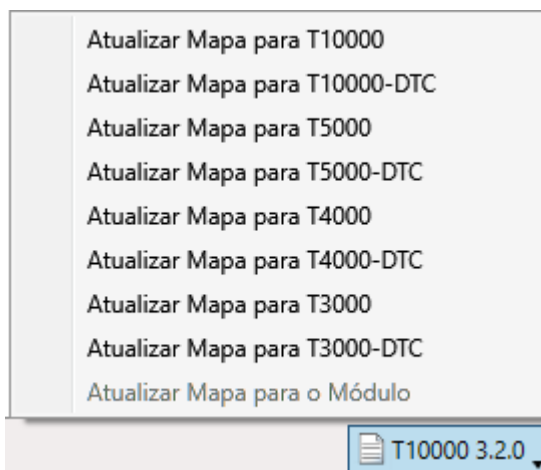 Atualizar Mapa para T10000
Atualizar Mapa para T10000-DTC
Atualizar Mapa para T5000
Atualizar Mapa para T5000-DTC
Atualizar Mapa para T4000
Atualizar Mapa para T4000-DTC
Atualizar Mapa para T3000
Atualizar Mapa para T3000-DTC
Atualizar Mapa para o Módulo
T10000 3.2.0